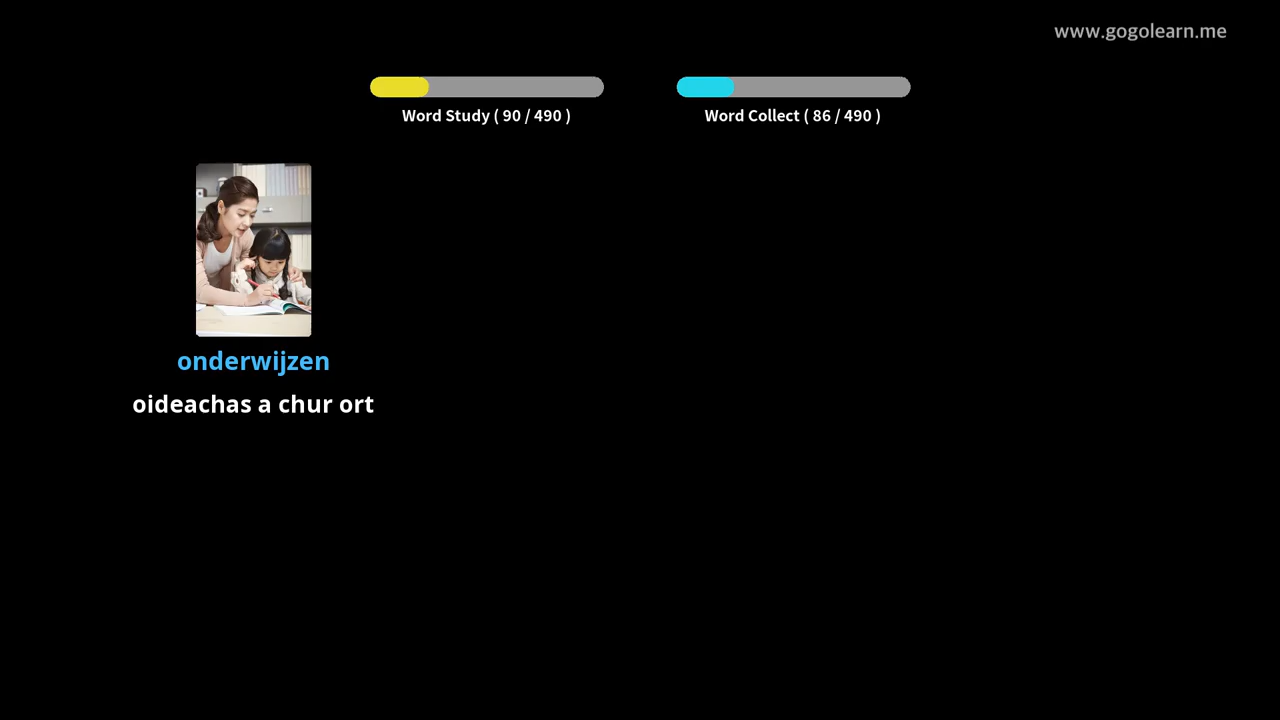 www.gogolearn.me
Word Study ( 90 / 490 )
Word Collect ( 86 / 490 )
onderwijzen
oideachas a chur ort